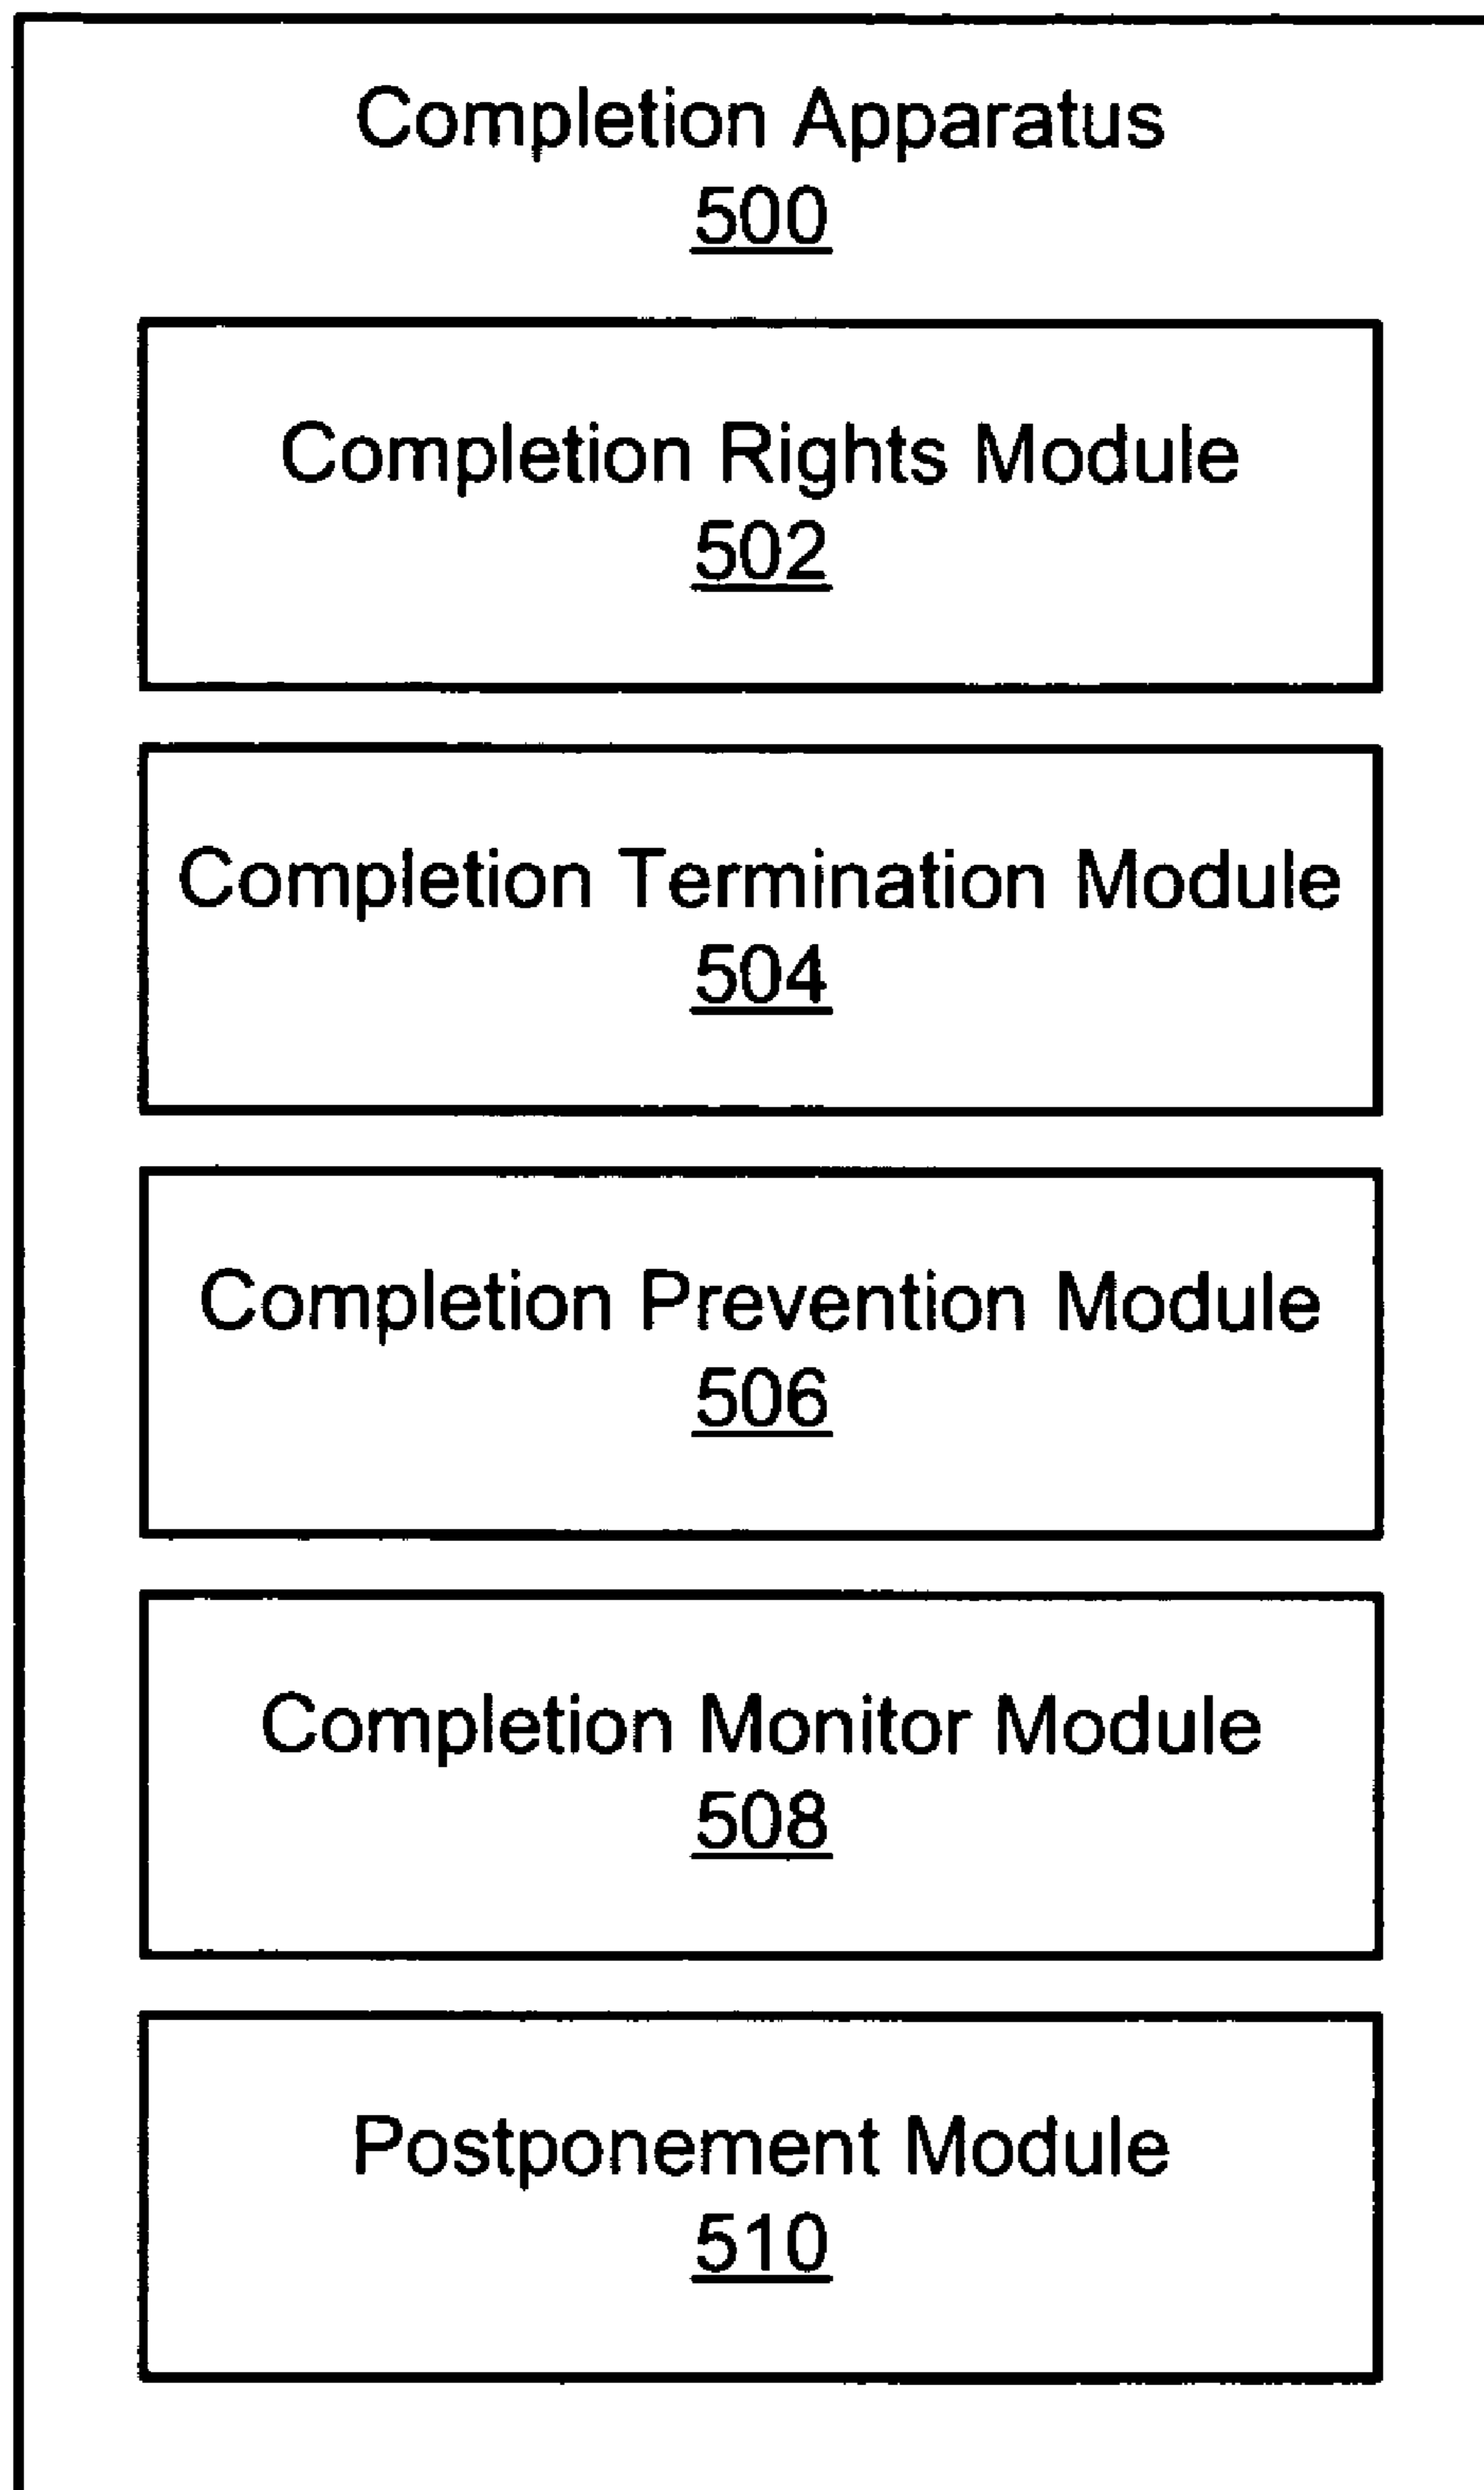 Completion Apparatus
500
Completion Rights Module
502
Completion Termination Module
504
Completion Prevention Module
506
Completion Monitor Module
508
Postponement Module
510